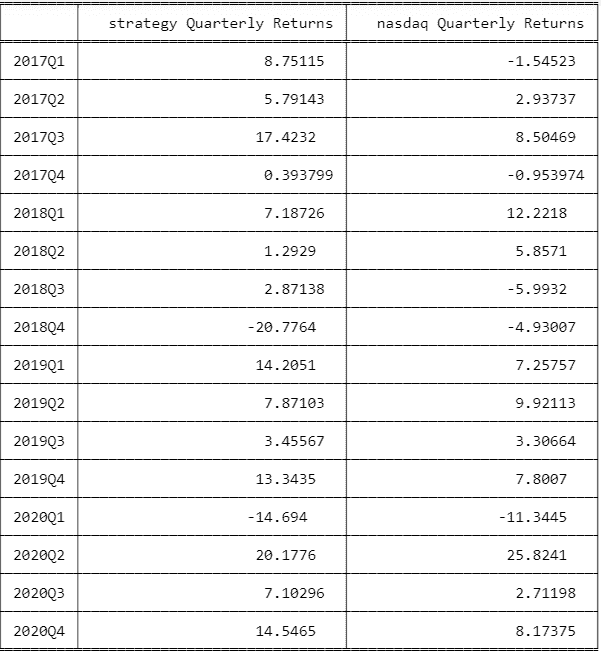 strategy Quarterly Returns nasdaq Quarterly Returns
2017Q1 8.75115 -1.54523
2017Q2 5.79143 2.93737
2017Q3 17.4232 8.50469
2017Q4 0.393799 -0.953974
2018Q1 7.18726 12.2218
2018Q2 1.2929 5.8571
2018Q3 2.87138 -5.9932
2018Q4 -20.7764 -4.93007
2019Q1 14.2051 7.25757
2019Q2 7.87103 9.92113
2019Q3 3.45567 3.30664
2019Q4 13.3435 7.8007
2020Q1 -14.694 -11.3445
2020Q2 20.1776 25.8241
2020Q3 7.10296 2.71198
2020Q4 14.5465 8.17375